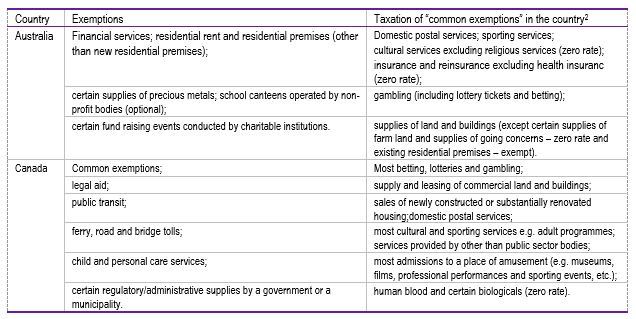 Country Exemptions Taxation of "common exemptions" in the country2
Australia Financial services; residential rent and residential premises (other Domestic postal services; sporting services;
than new residential premises); cultural services excluding religious services (zero rate);
insurance and reinsurance excluding health insuranc
(zero rate);
certain supplies of precious metals; school canteens operated by non- gambling (including lottery tickets and betting);
profit bodies (optional);
certain fund raising events conducted by charitable institutions. supplies of land and buildings (except certain supplies of
farm land and supplies of going concerns – zero rate and
existing residential premises – exempt).
Canada Common exemptions; Most betting, lotteries and gambling;
legal aid; supply and leasing of commercial land and buildings;
public transit; sales of newly constructed or substantially renovated
housing;domestic postal services;
ferry, road and bridge tolls; most cultural and sporting services e.g. adult programmes;
services provided by other than public sector bodies;
child and personal care services; most admissions to a place of amusement (e.g. museums,
films, professional performances and sporting events, etc.);
certain regulatory/administrative supplies by a government or a human blood and certain biologicals (zero rate).
municipality.